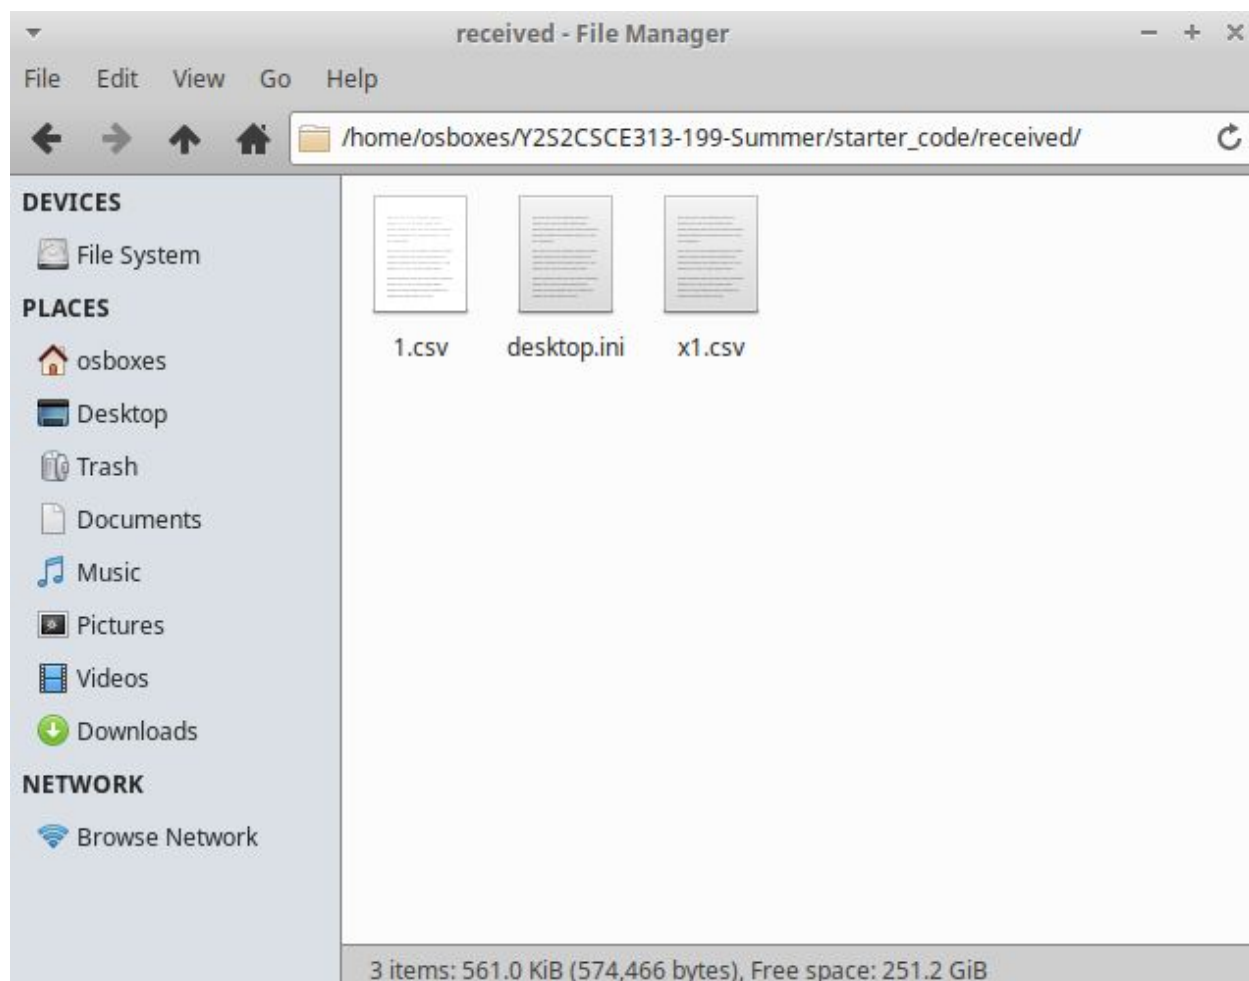 received - File Manager
File Edit View Go Help
/home/osboxes/Y2S2CSCE313-199-Summer/starter_code/received/
DEVICES
File System
PLACES
osboxes
Desktop
Trash
Documents
Music
Pictures
Videos
Downloads
NETWORK
Browse Network
1.csv desktop.ini x1.csv
3 items: 561.0 KiB (574,466 bytes), Free space: 251.2 GiB